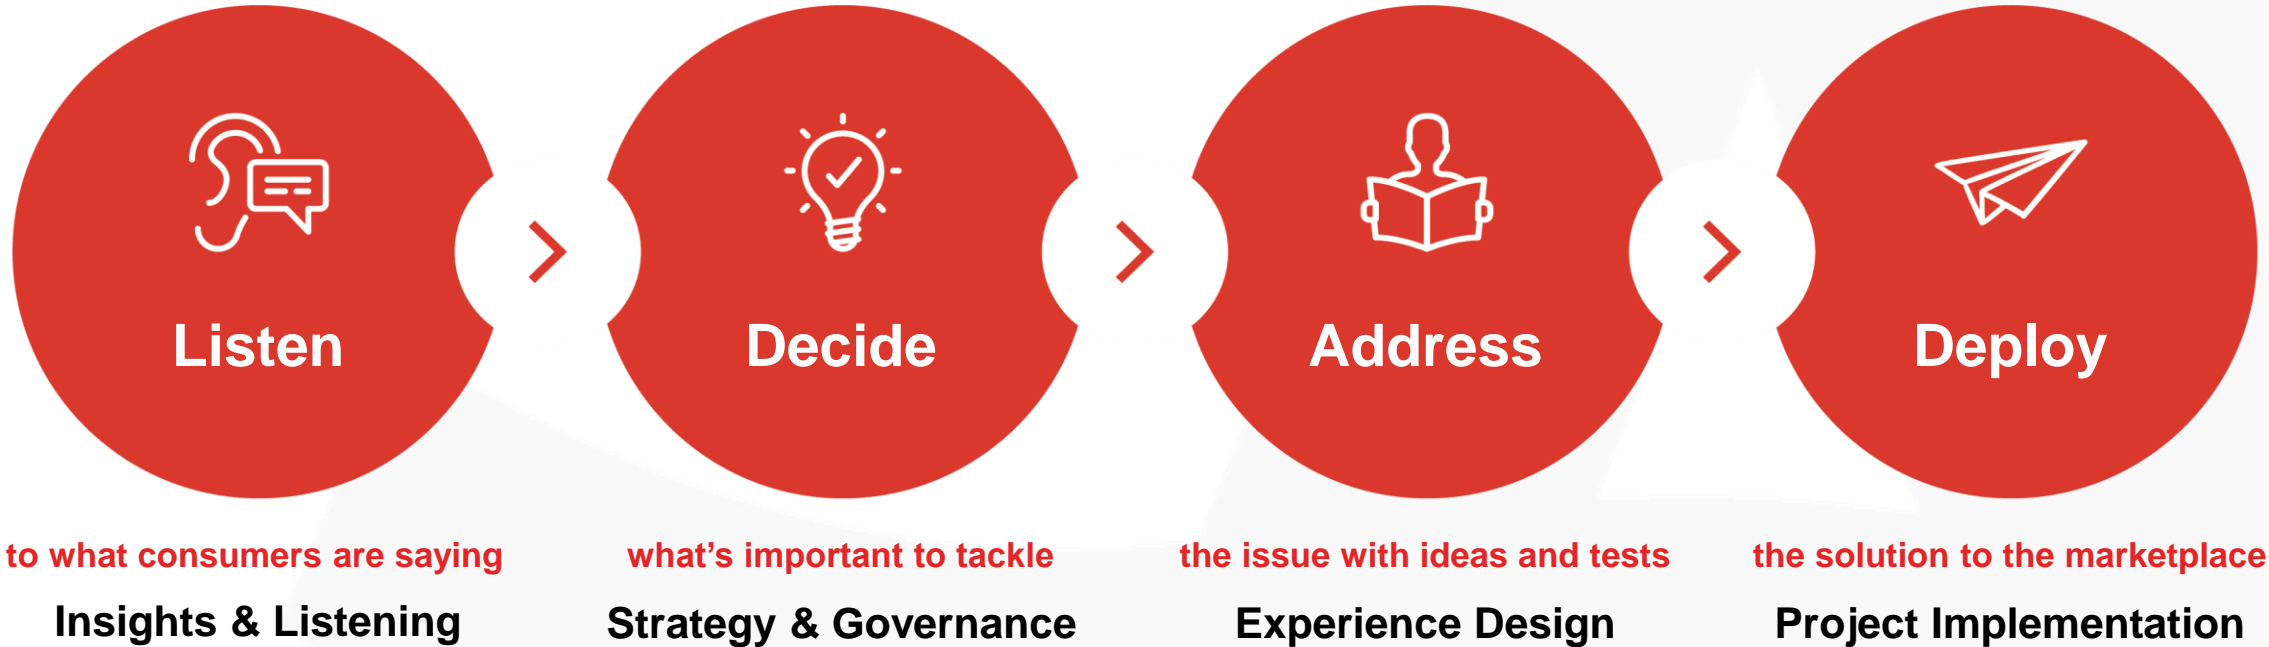 Listen
Decide
Address
Deploy
to what consumers are saying
what’s important to tackle
the issue with ideas and tests
the solution to the marketplace
Insights & Listening
Strategy & Governance
Experience Design
Project Implementation